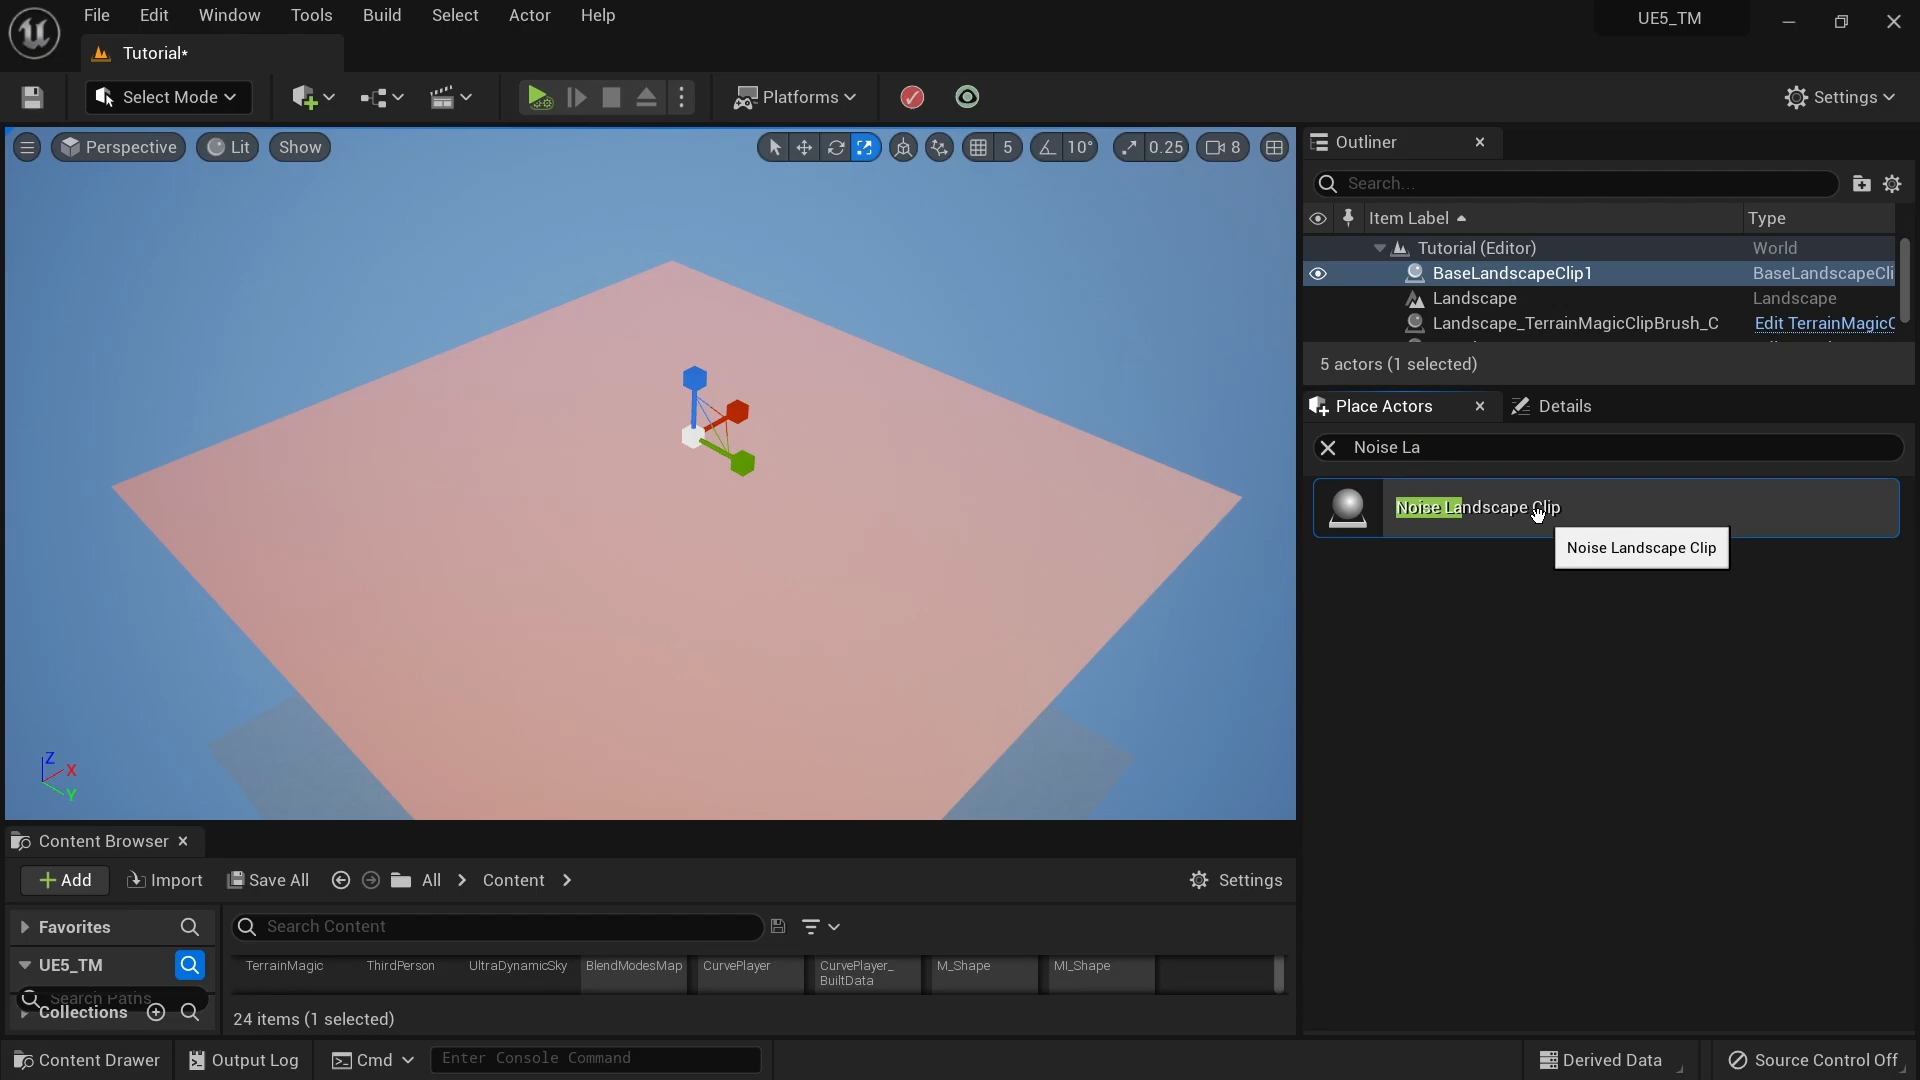 File Edit Window Tools Build Select Actor Help
UE5_TM
Tutorial*
Select Mode
Platforms
Settings
Perspective
Lit
Show
5
10°
0.25
8
Z
X
Y
Outliner
Search...
Item Label
Type
Tutorial (Editor)
World
BaseLandscapeClip1
BaseLandscapeCli
Landscape
Landscape
Landscape_TerrainMagicClipBrush_C
Edit TerrainMagicC
5 actors (1 selected)
Place Actors
Details
Noise La
Noise Landscape Clip
Noise Landscape Clip
Content Browser
Add
Import
Save All
All
Content
Settings
Favorites
Search Content
UE5_TM
TerrainMagic
ThirdPerson
UltraDynamicSky
BlendModesMap
CurvePlayer
CurvePlayer_
BuiltData
M_Shape
MI_Shape
Search Paths
Collections
24 items (1 selected)
Content Drawer
Output Log
Cmd
Enter Console Command
Derived Data
Source Control Off